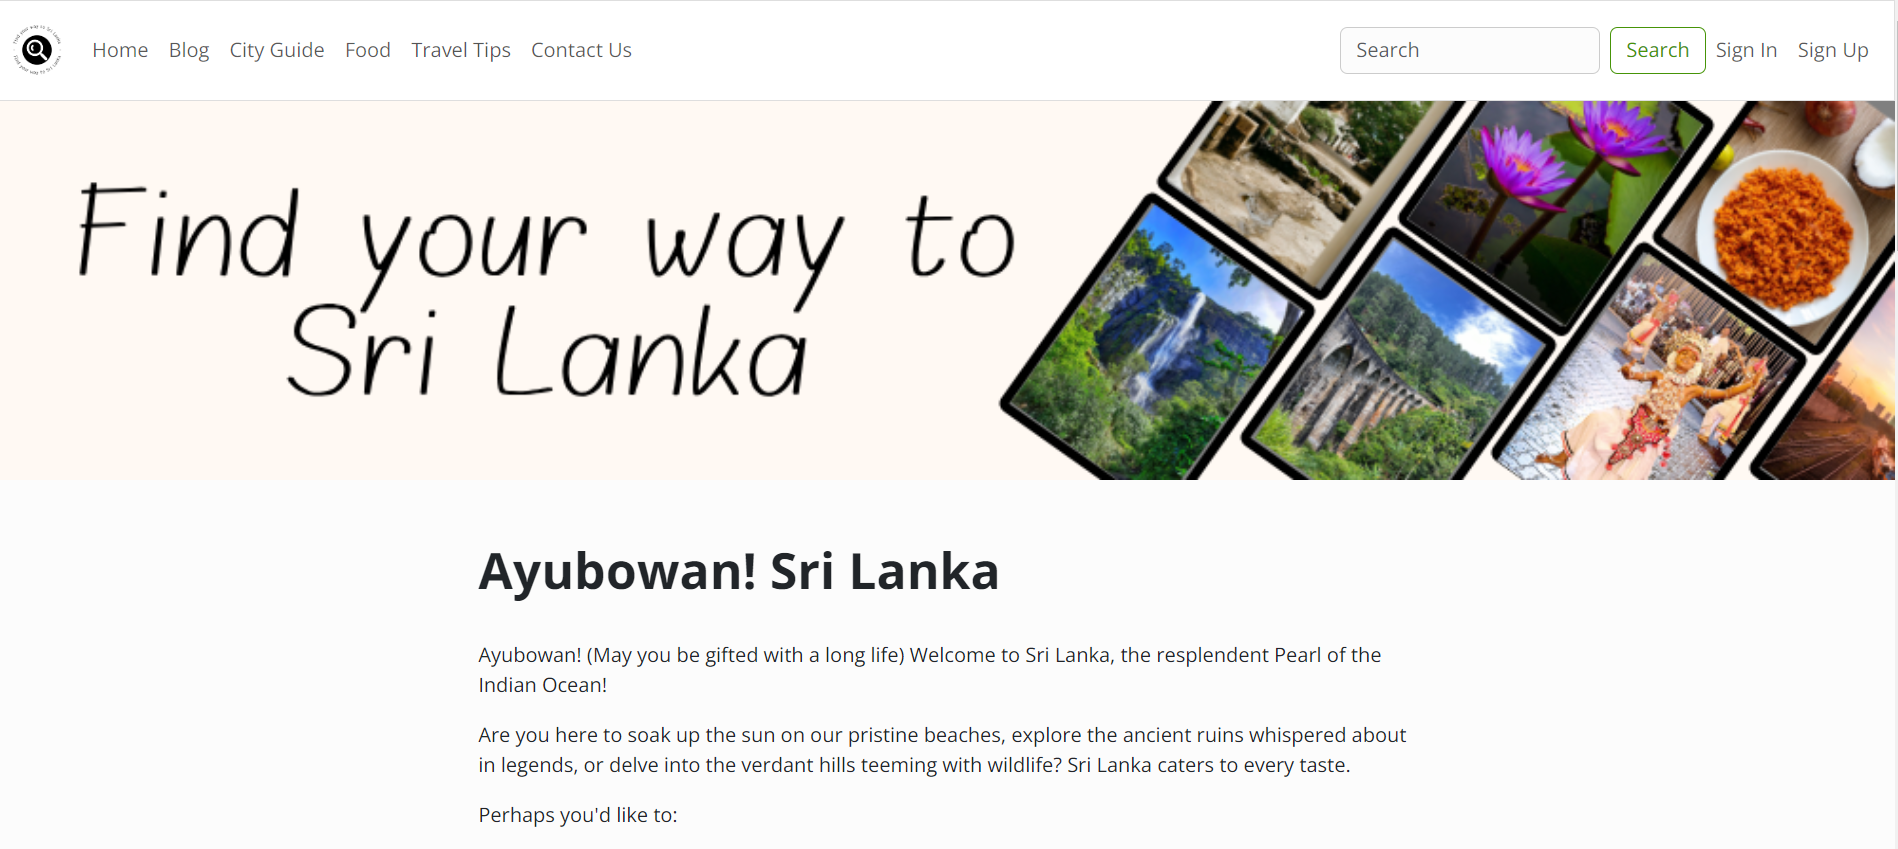 Home Blog City Guide Food Travel Tips Contact Us Search Search Sign In Sign Up
Find your way to
Sri Lanka
Ayubowan! Sri Lanka
Ayubowan! (May you be gifted with a long life) Welcome to Sri Lanka, the resplendent Pearl of the
Indian Ocean!
Are you here to soak up the sun on our pristine beaches, explore the ancient ruins whispered about
in legends, or delve into the verdant hills teeming with wildlife? Sri Lanka caters to every taste.
Perhaps you'd like to: